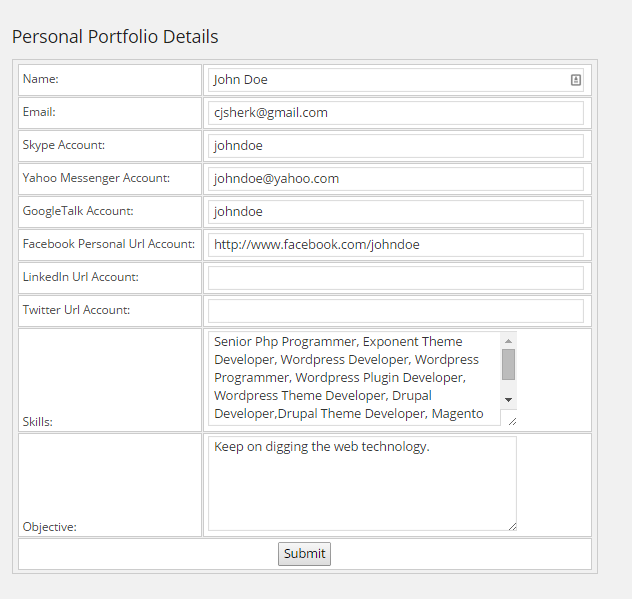 Personal Portfolio Details
Name: John Doe
Email: cjsherk@gmail.com
Skype Account: johndoe
Yahoo Messenger Account: johndoe@yahoo.com
GoogleTalk Account: johndoe
Facebook Personal Url Account: http://www.facebook.com/johndoe
LinkedIn Url Account:
Twitter Url Account:
Senior Php Programmer, Exponent Theme
Developer, Wordpress Developer, Wordpress
Programmer, Wordpress Plugin Developer,
Wordpress Theme Developer, Drupal
Developer,Drupal Theme Developer, Magento
Skills:
Keep on digging the web technology.
Objective:
Submit